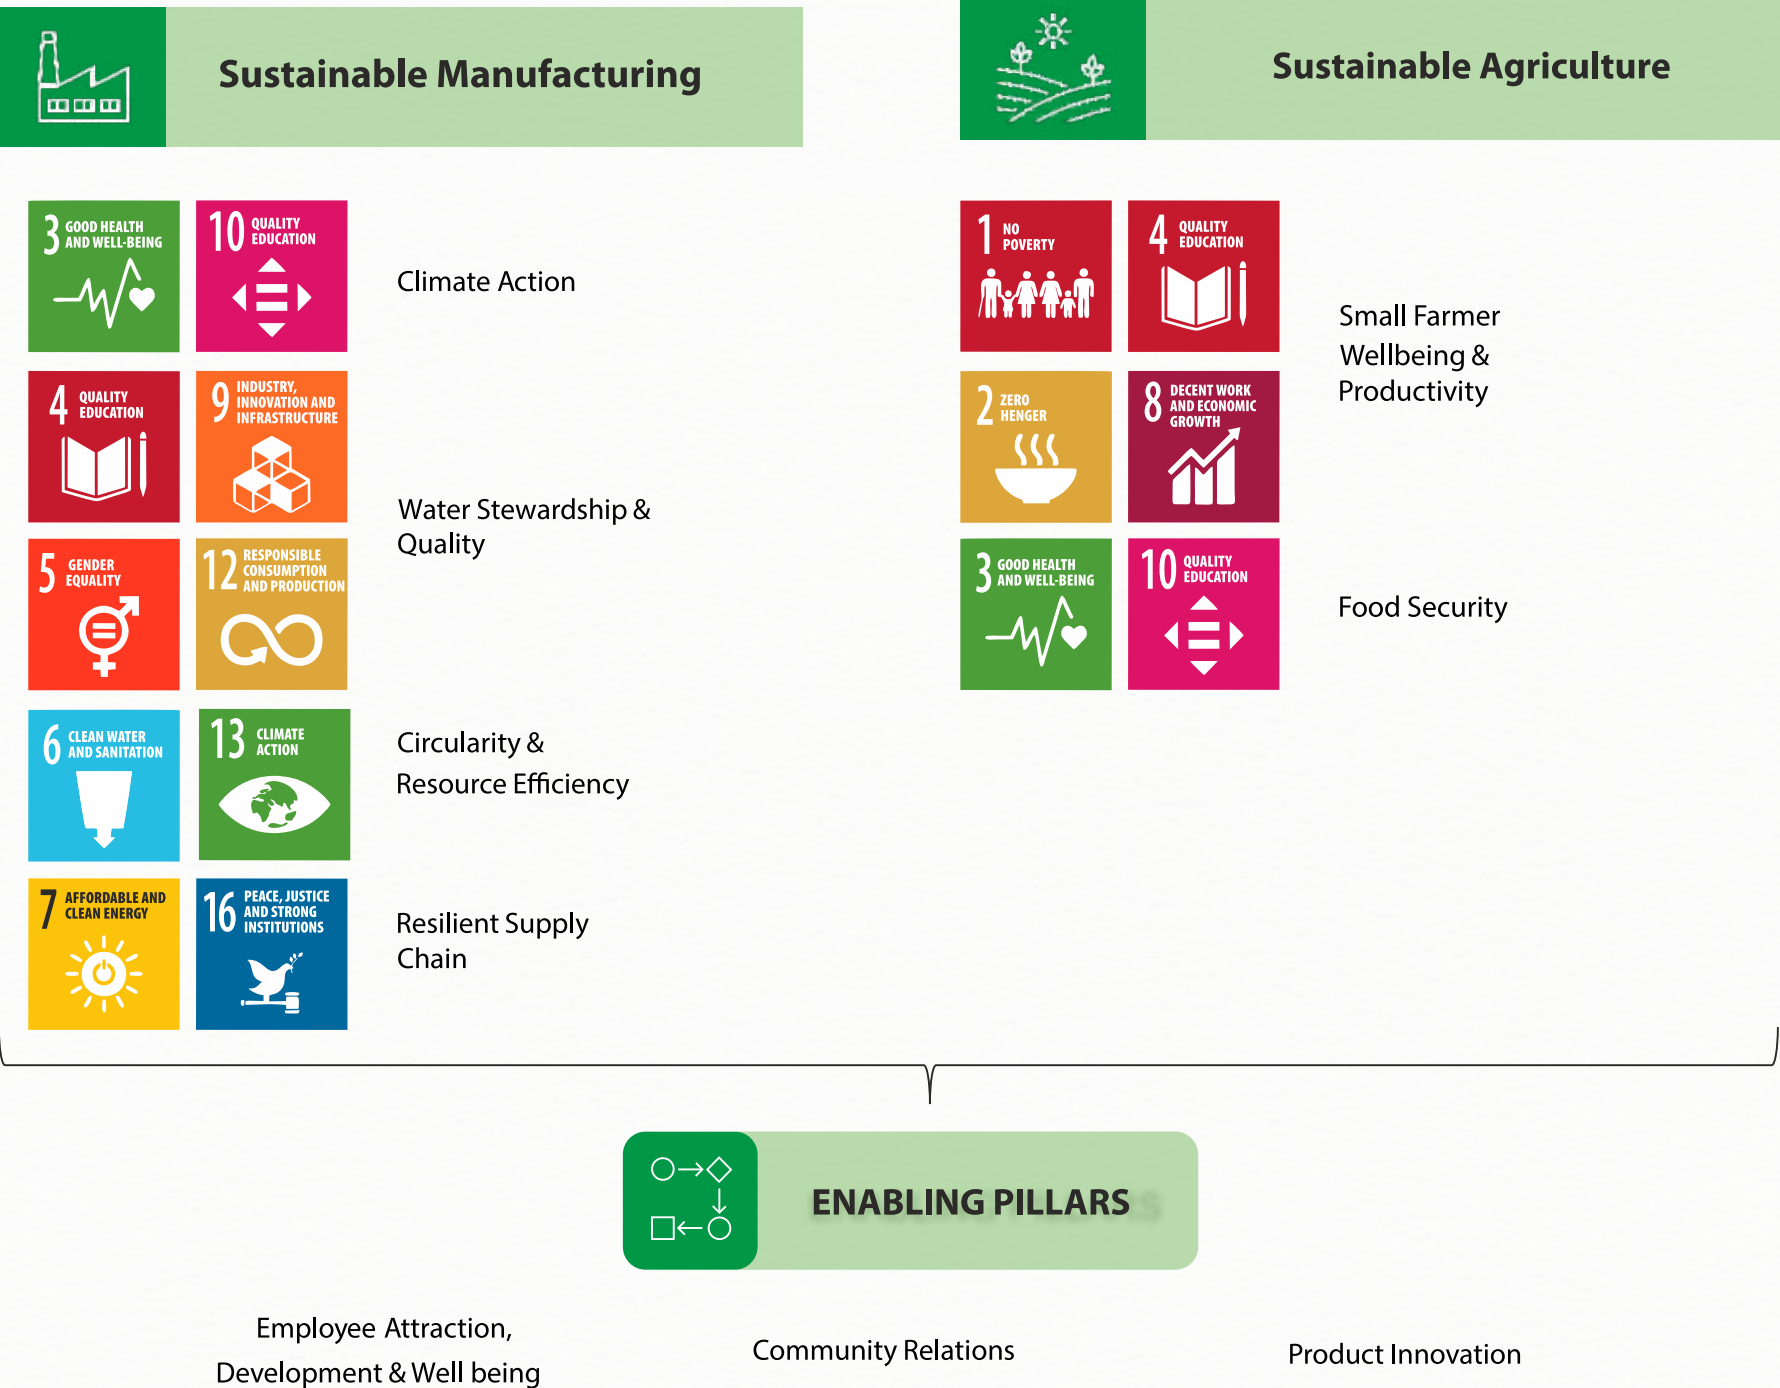 Sustainable Manufacturing
3 GOOD HEALTH
AND WELL-BEING
10 QUALITY
EDUCATION
Climate Action
4 QUALITY
EDUCATION
9 INDUSTRY,
INNOVATION AND
INFRASTRUCTURE
Water Stewardship &
Quality
5 GENDER
EQUALITY
12 RESPONSIBLE
CONSUMPTION
AND PRODUCTION
6 CLEAN WATER
AND SANITATION
13 CLIMATE
ACTION
Circularity &
Resource Efficiency
7 AFFORDABLE AND
CLEAN ENERGY
16 PEACE, JUSTICE
AND STRONG
INSTITUTIONS
Resilient Supply
Chain
Sustainable Agriculture
1 NO
POVERTY
4 QUALITY
EDUCATION
Small Farmer
Wellbeing &
Productivity
2 ZERO
HENGER
8 DECENT WORK
AND ECONOMIC
GROWTH
3 GOOD HEALTH
AND WELL-BEING
10 QUALITY
EDUCATION
Food Security
ENABLING PILLARS
Employee Attraction,
Development & Well being
Community Relations
Product Innovation